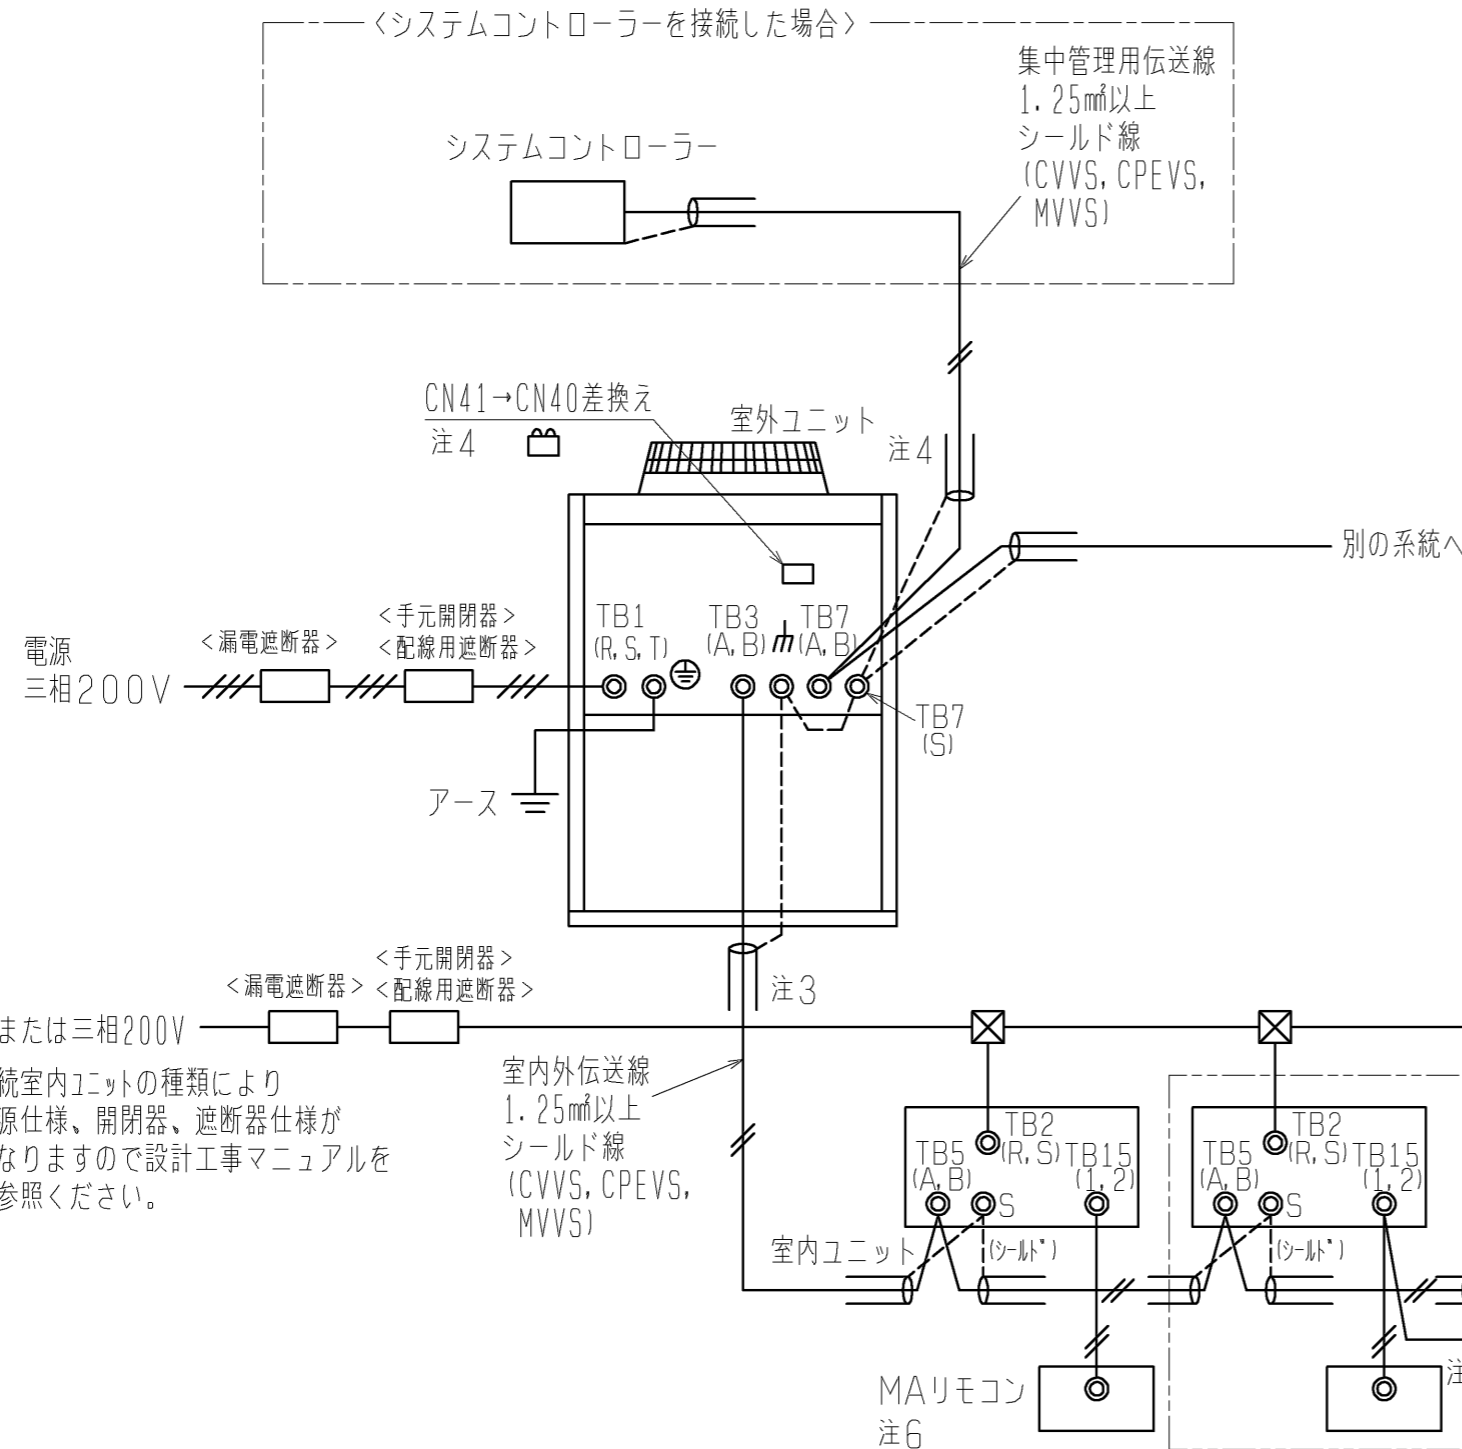 〈システムコントローラーを接続した場合〉
集中管理用伝送線
1.25㎟以上
シールド線
(CVVS,CPEVS,
MVVS)
システムコントローラー
CN41→CN40差換え
注4
室外ユニット
注4
別の系統へ
TB1
(R,S,T)
TB3
(A,B)
TB7
(A,B)
TB7
(S)
<手元開閉器>
<漏電遮断器>
<配線用遮断器>
電源
三相200V
アース
<手元開閉器>
<漏電遮断器>
<配線用遮断器>
注3
または三相200V
続室内ユニットの種類により
源仕様、開閉器、遮断器仕様が
なりますので設計工事マニュアルを
参照ください。
室内外伝送線
1.25㎟以上
シールド線
(CVVS,CPEVS,
MVVS)
TB2
(R,S)
TB5
(A,B)
TB15
(1,2)
S
室内ユニット
(シールド)
TB2
(R,S)
TB5
(A,B)
TB15
(1,2)
S
(シールド)
MAリモコン
注6
注